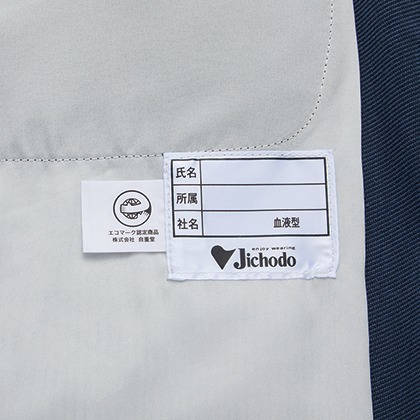 エコマーク認定商品
株式会社 自重堂
氏名
所属
社名 血液型
enjoy wearing
Jichodo